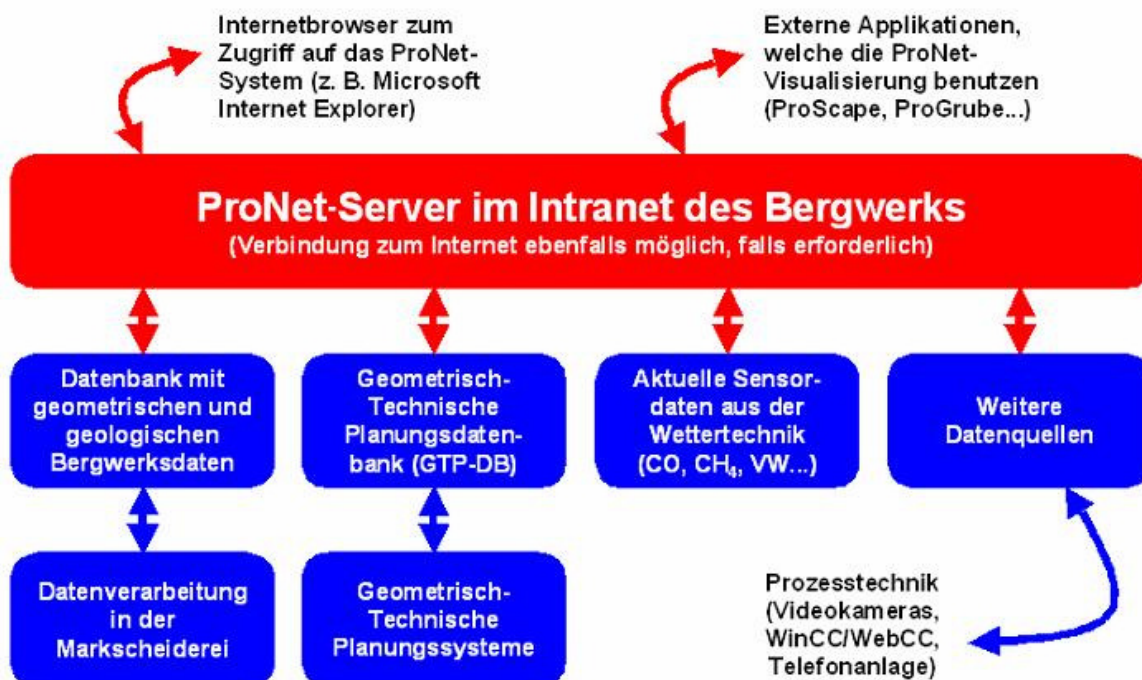 Internetbrowser zum
Zugriff auf das ProNet-
System (z. B. Microsoft
Internet Explorer)
Externe Applikationen,
welche die ProNet-
Visualisierung benutzen
(ProScape, ProGrube...)
ProNet-Server im Intranet des Bergwerks
(Verbindung zum Internet ebenfalls möglich, falls erforderlich)
Datenbank mit
geometrischen und
geologischen
Bergwerksdaten
Geometrisch-
Technische
Planungsdaten-
bank (GTP-DB)
Aktuelle Sensor-
daten aus der
Wettertechnik
(CO, CH₄, VW...)
Weitere
Datenquellen
Datenverarbeitung
in der
Markscheiderei
Geometrisch-
Technische
Planungssysteme
Prozesstechnik
(Videokameras,
WinCC/WebCC,
Telefonanlage)